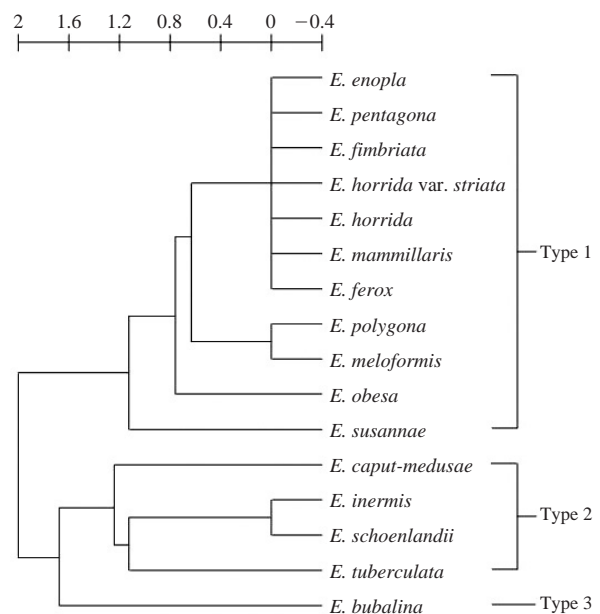 2 1.6 1.2 0.8 0.4 0 −0.4
E. enopla
E. pentagona
E. fimbriata
E. horrida var. striata
E. horrida
E. mammillaris
E. ferox
E. polygona
E. meloformis
E. obesa
E. susannae
E. caput-medusae
E. inermis
E. schoenlandii
E. tuberculata
E. bubalina
Type 1
Type 2
Type 3